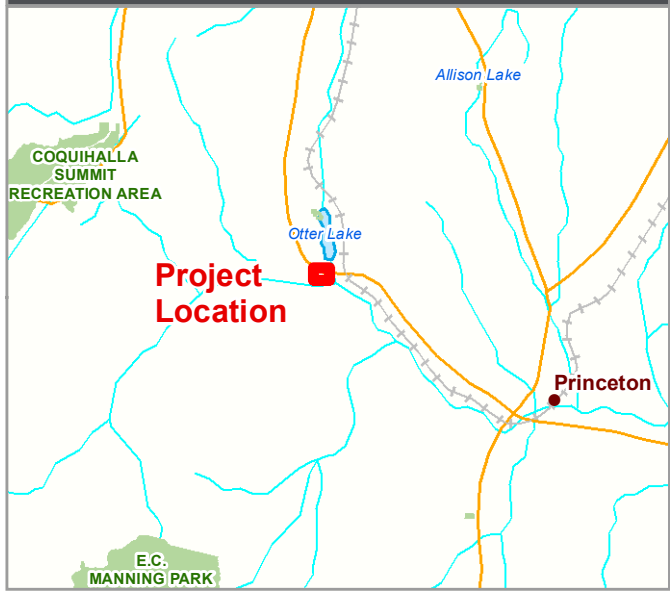 Allison Lake
COQUIHALLA
SUMMIT
RECREATION AREA
Otter Lake
Project
Location
Princeton
E.C.
MANNING PARK